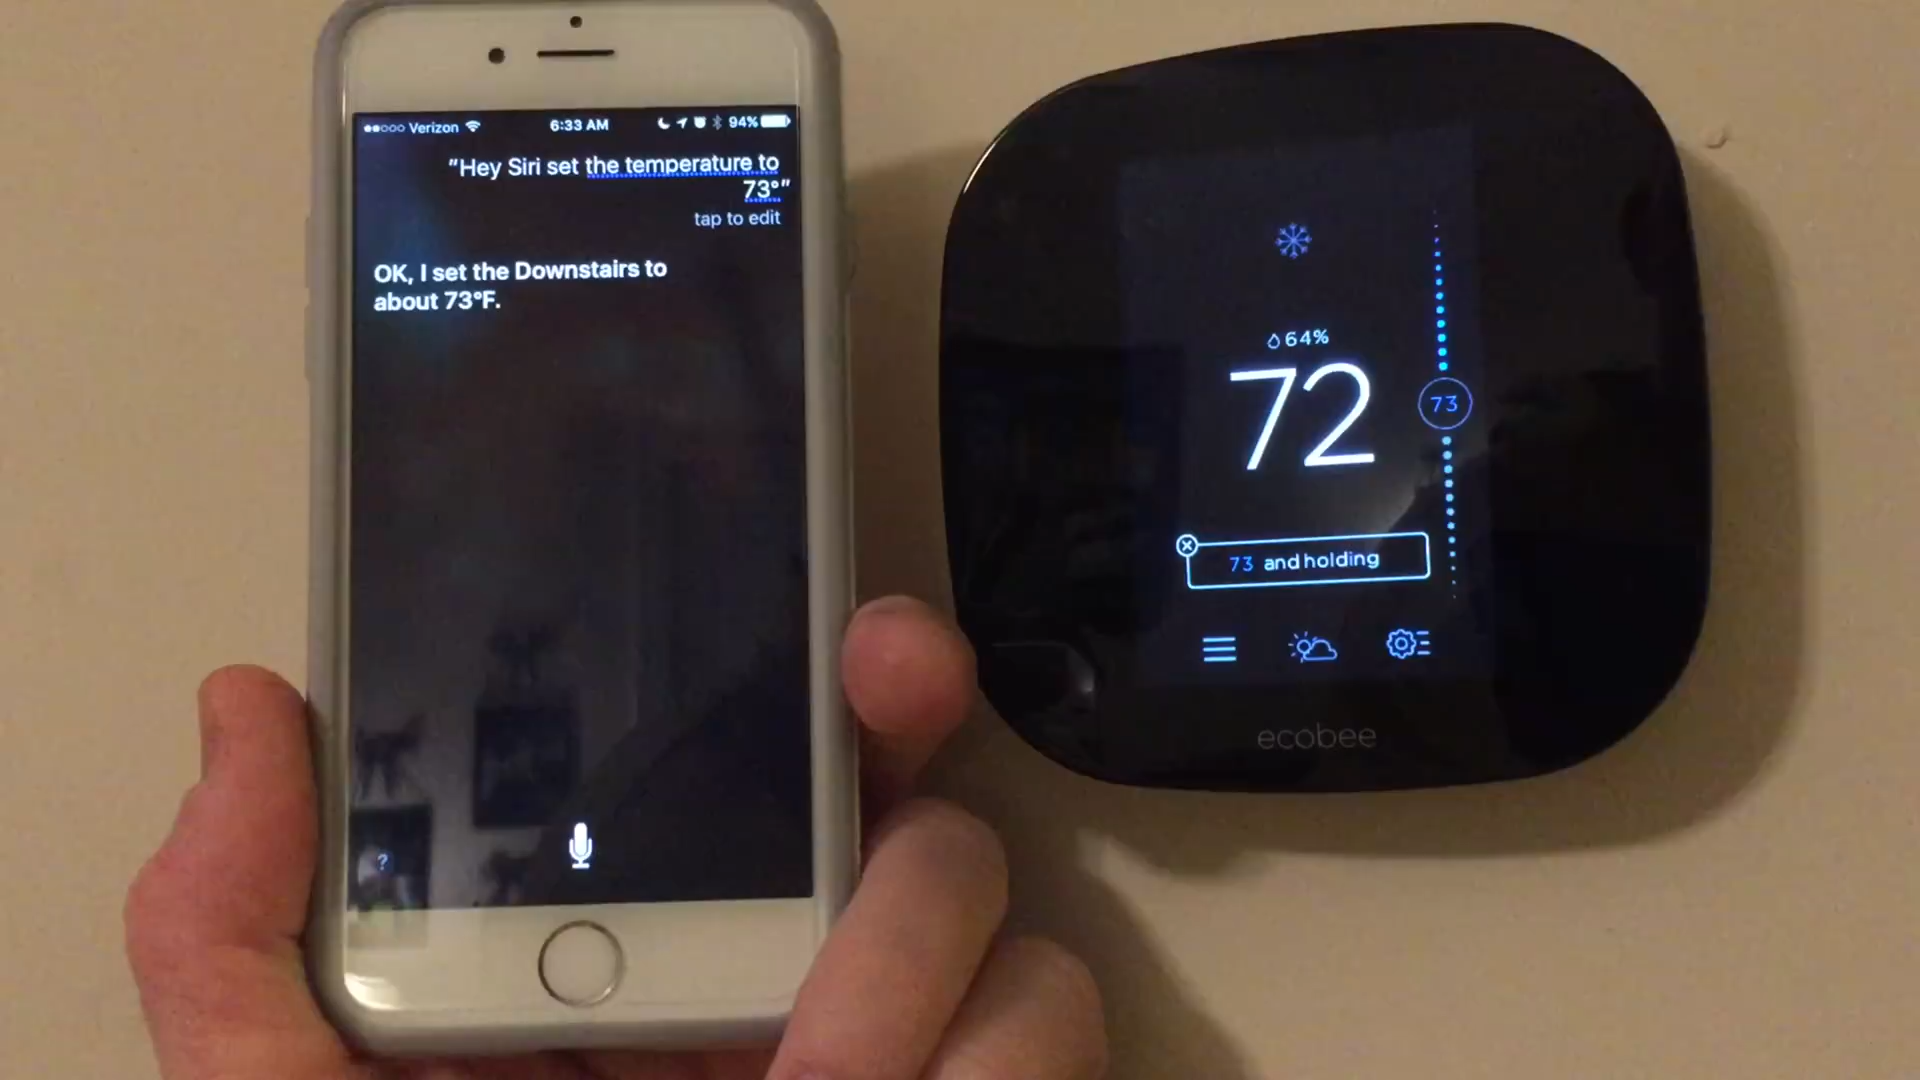 Verizon 6:33 AM 94%
"Hey Siri set the temperature to
73°"
tap to edit
OK, I set the Downstairs to
about 73°F.
?
64%
72
73
73 and holding
ecobee